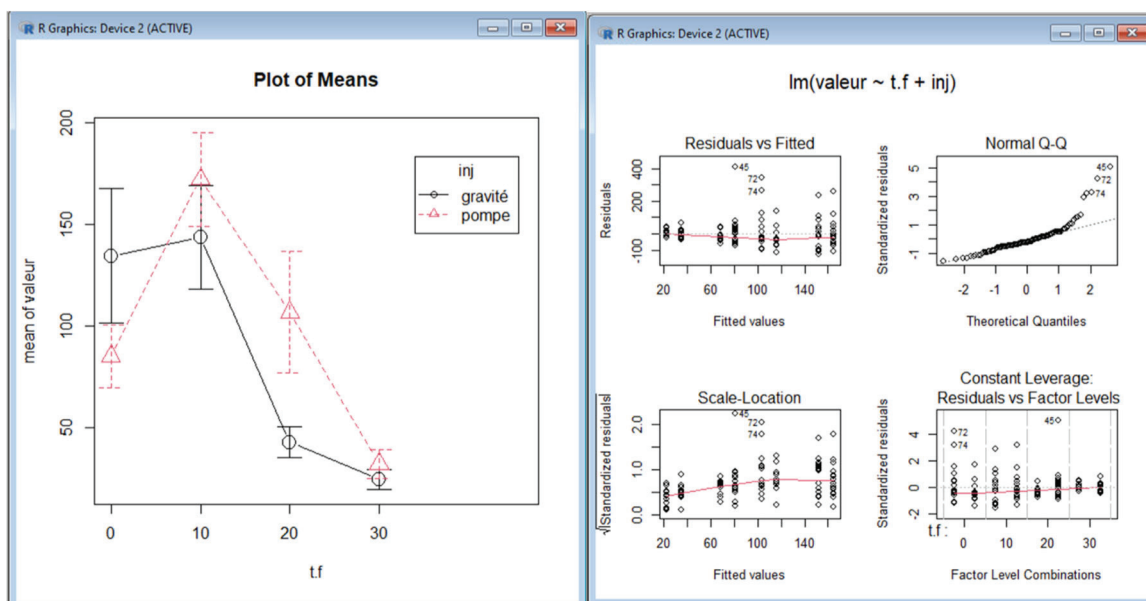 R Graphics: Device 2 (ACTIVE)
Plot of Means
mean of valeur
200
150
100
50
inj
gravité
pompe
0 10 20 30
t.f
R Graphics: Device 2 (ACTIVE)
lm(valeur ~ t.f + inj)
Residuals vs Fitted
Residuals
400
200
-100
45
72
74
20 60 100 140
Fitted values
Normal Q-Q
Standardized residuals
5
3
1
-1
45
72
74
-2 -1 0 1 2
Theoretical Quantiles
Scale-Location
√|Standardized residuals|
2.0
1.0
0.0
45
72
74
20 60 100 140
Fitted values
Constant Leverage:
Residuals vs Factor Levels
Standardized residuals
4
2
0
-2
72
74
45
t.f :
0 10 20 30
Factor Level Combinations